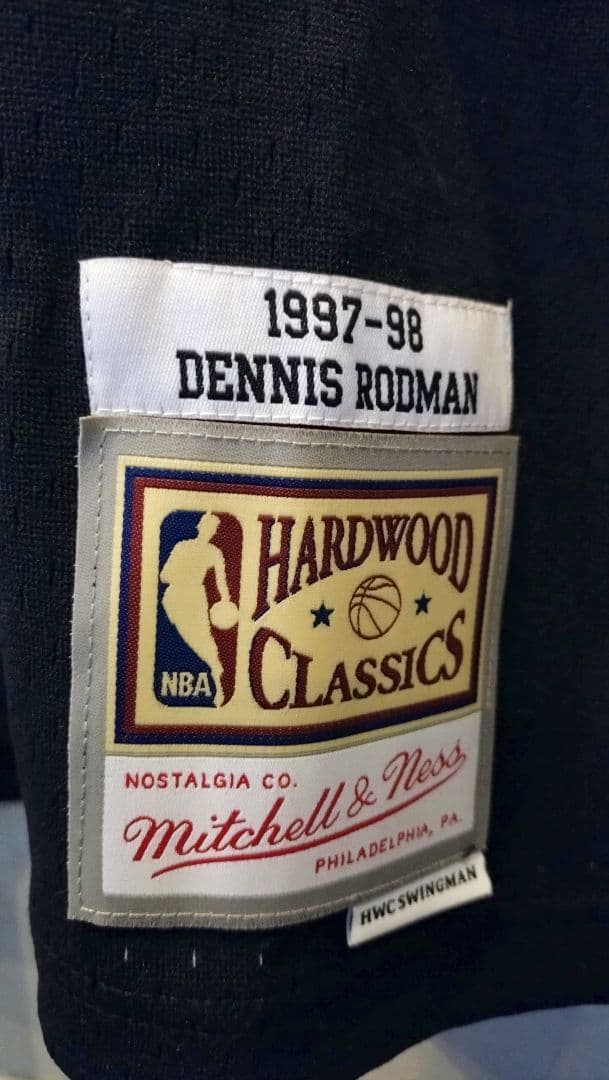 1997-98
DENNIS RODMAN
HARDWOOD
CLASSICS
NBA
NOSTALGIA CO.
Mitchell & Ness
PHILADELPHIA, PA.
HWC SWINGMAN